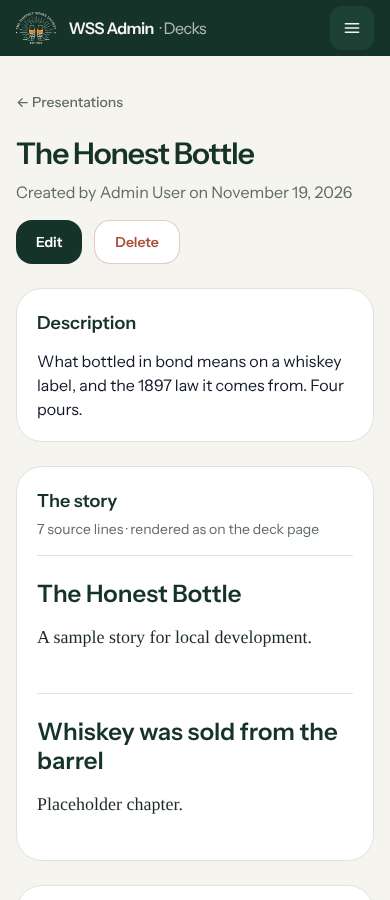 WSS Admin · Decks
← Presentations
The Honest Bottle
Created by Admin User on November 19, 2026
Edit
Delete
Description
What bottled in bond means on a whiskey
label, and the 1897 law it comes from. Four
pours.
The story
7 source lines · rendered as on the deck page
The Honest Bottle
A sample story for local development.
Whiskey was sold from the
barrel
Placeholder chapter.